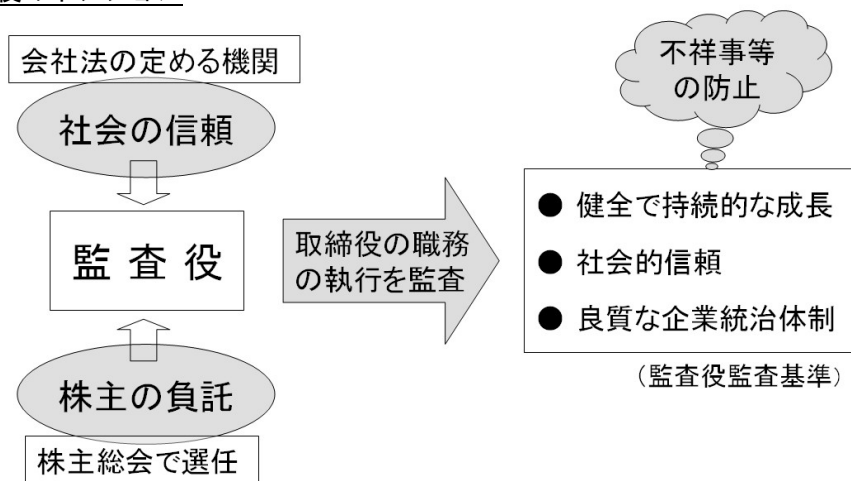 会社法の定める機関
社会の信頼
監査役
株主の負託
株主総会で選任
取締役の職務
の執行を監査
不祥事等
の防止
● 健全で持続的な成長
● 社会的信頼
● 良質な企業統治体制
（監査役監査基準）